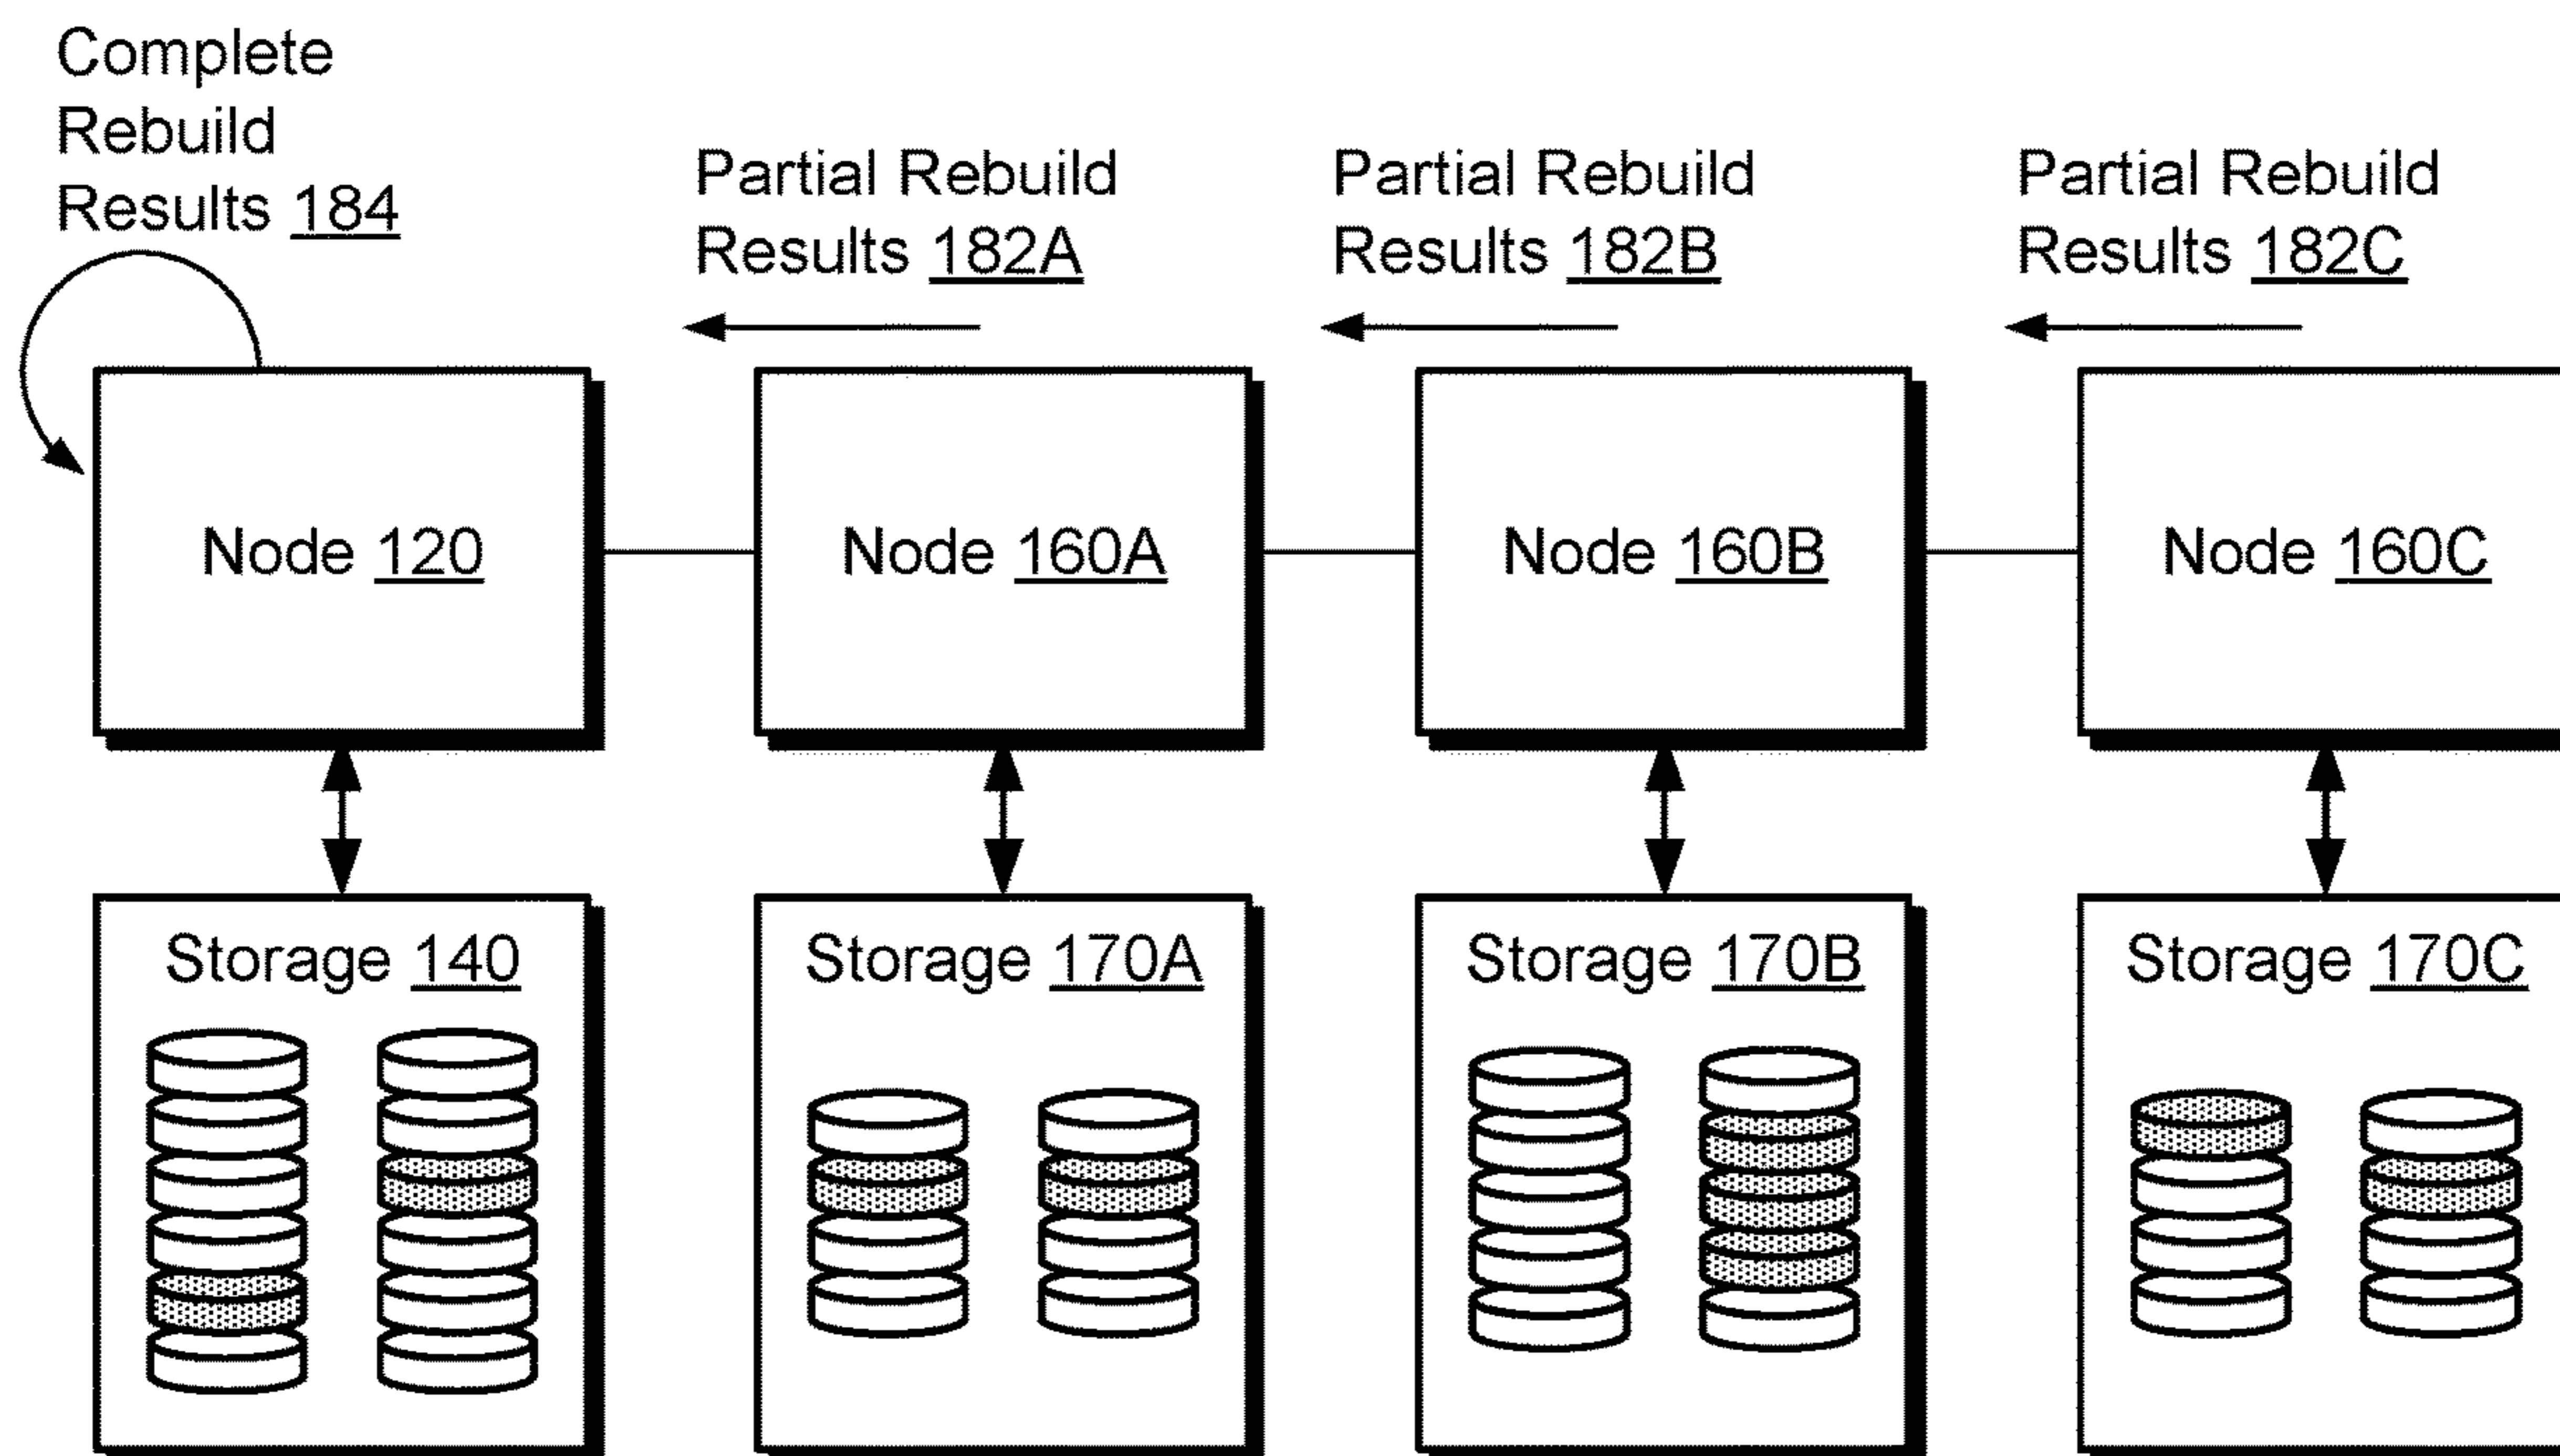 Complete
Rebuild
Results 184
Partial Rebuild
Results 182A
Partial Rebuild
Results 182B
Partial Rebuild
Results 182C
Node 120
Node 160A
Node 160B
Node 160C
Storage 140
Storage 170A
Storage 170B
Storage 170C